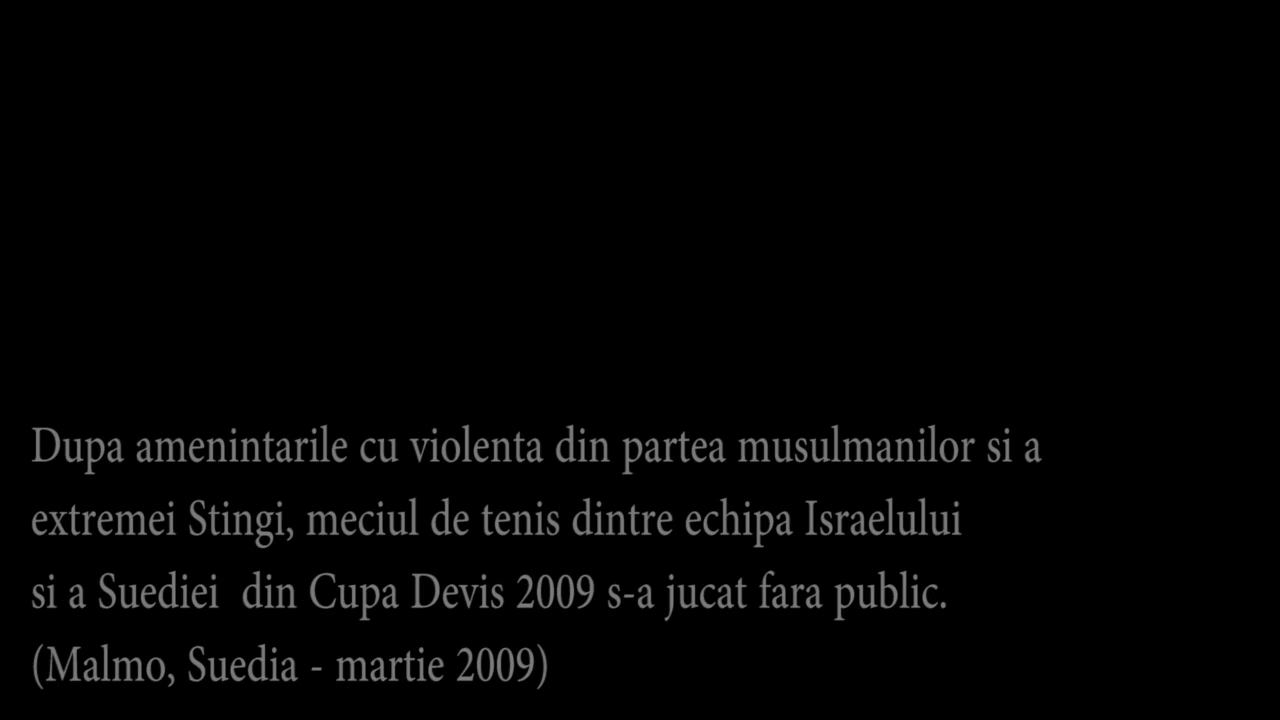 Dupa amenintarile cu violenta din partea musulmanilor si a
extremei Stingi, meciul de tenis dintre echipa Israelului
si a Suediei  din Cupa Devis 2009 s-a jucat fara public.
(Malmo, Suedia - martie 2009)